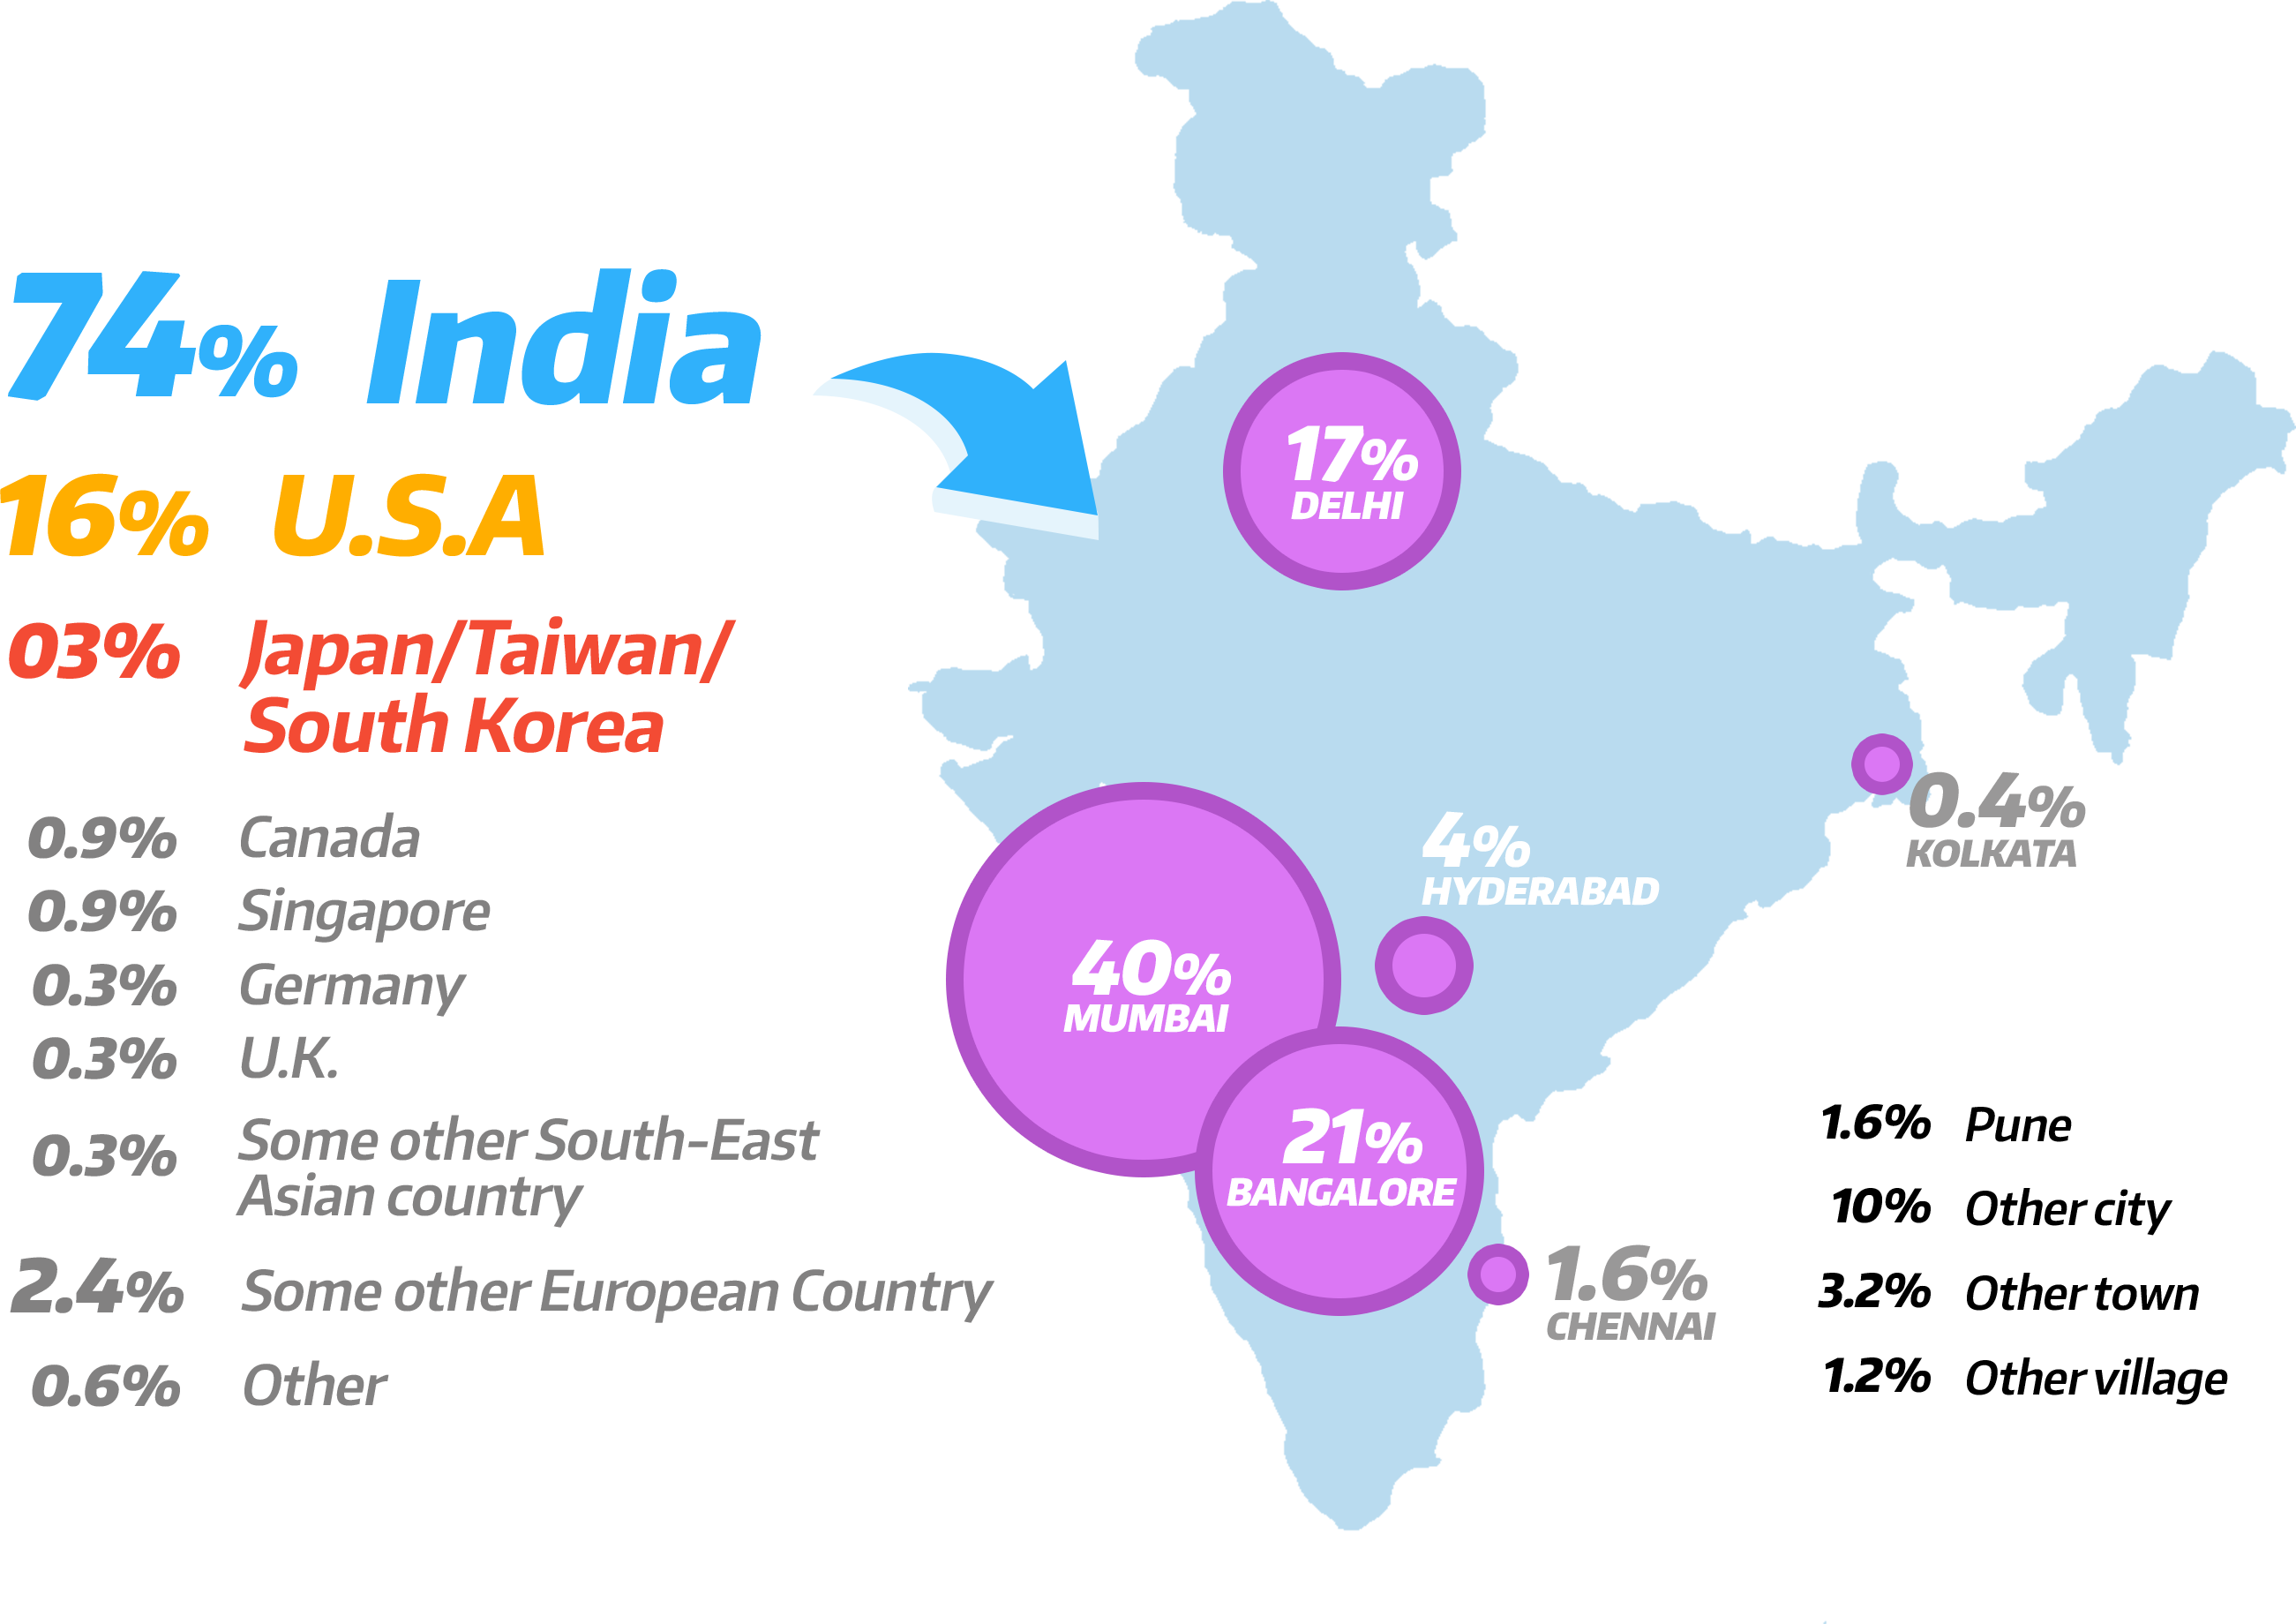 74% India
16% U.S.A
03% Japan/Taiwan/
South Korea
0.9% Canada
0.9% Singapore
0.3% Germany
0.3% U.K.
0.3% Some other South-East
Asian country
2.4% Some other European Country
0.6% Other
17%
DELHI
0.4%
KOLKATA
4%
HYDERABAD
40%
MUMBAI
21%
BANGALORE
1.6%
CHENNAI
1.6% Pune
10% Other city
3.2% Other town
1.2% Other village